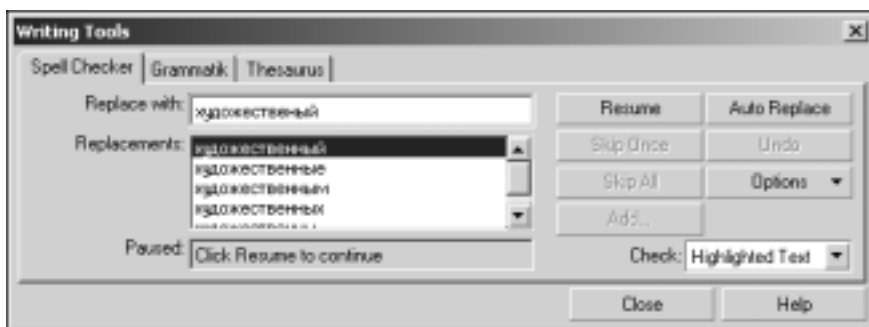 Writing Tools
Spell Checker Grammatik Thesaurus
Replace with: художественый Resume Auto Replace
Replacements: художественный Skip Once Undo
художественные
художественным Skip All Options
художественных Add...
Paused: Click Resume to continue Check: Highlighted Text
Close Help